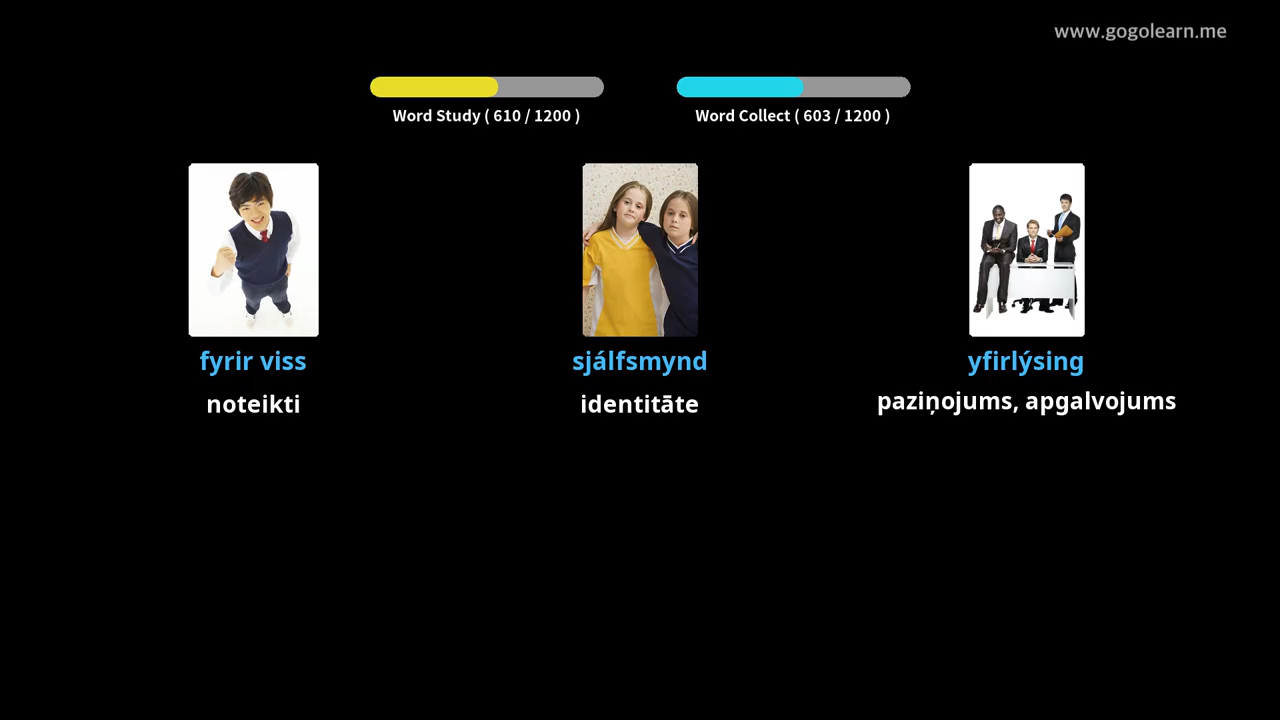 www.gogolearn.me
Word Study ( 610 / 1200 )
Word Collect ( 603 / 1200 )
fyrir viss
sjálfsmynd
yfirlýsing
noteikti
identitāte
paziņojums, apgalvojums